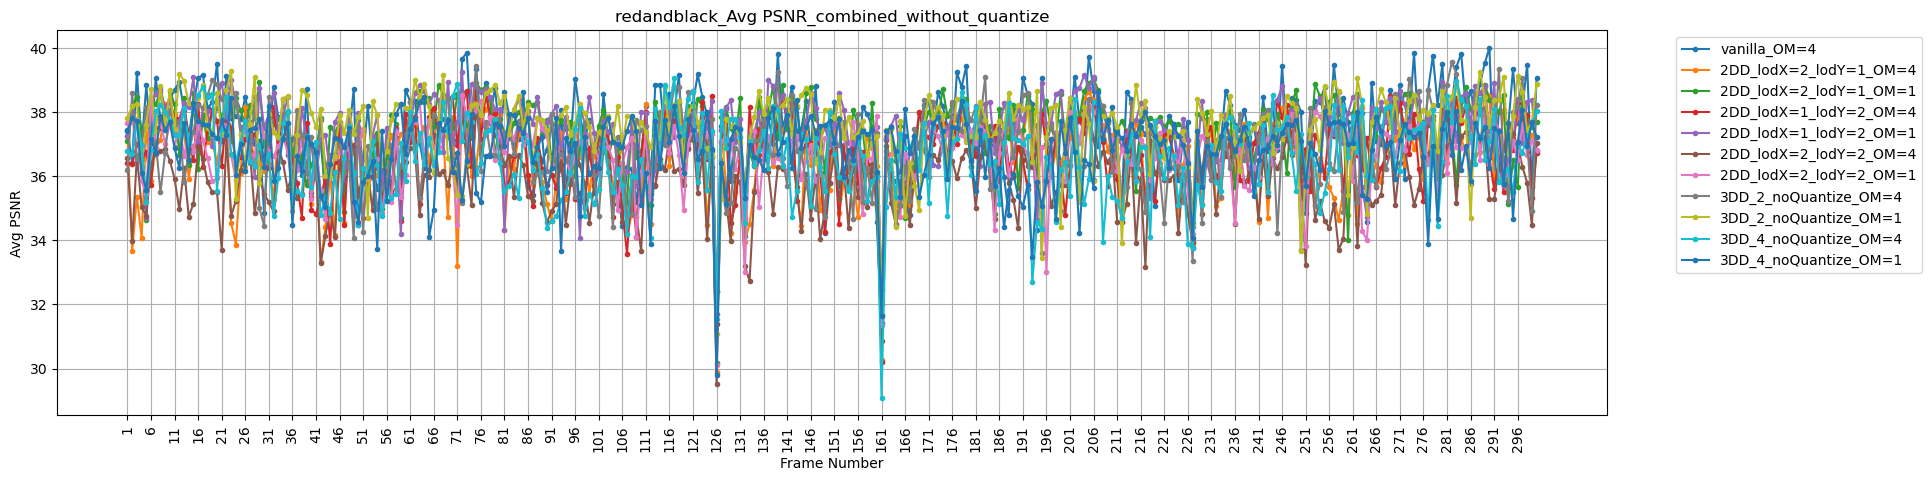 redandblack_Avg PSNR_combined_without_quantize
Avg PSNR
40
38
36
34
32
30
1 6 11 16 21 26 31 36 41 46 51 56 61 66 71 76 81 86 91 96 101 106 111 116 121 126 131 136 141 146 151 156 161 166 171 176 181 186 191 196 201 206 211 216 221 226 231 236 241 246 251 256 261 266 271 276 281 286 291 296
Frame Number
vanilla_OM=4
2DD_lodX=2_lodY=1_OM=4
2DD_lodX=2_lodY=1_OM=1
2DD_lodX=1_lodY=2_OM=4
2DD_lodX=1_lodY=2_OM=1
2DD_lodX=2_lodY=2_OM=4
2DD_lodX=2_lodY=2_OM=1
3DD_2_noQuantize_OM=4
3DD_2_noQuantize_OM=1
3DD_4_noQuantize_OM=4
3DD_4_noQuantize_OM=1